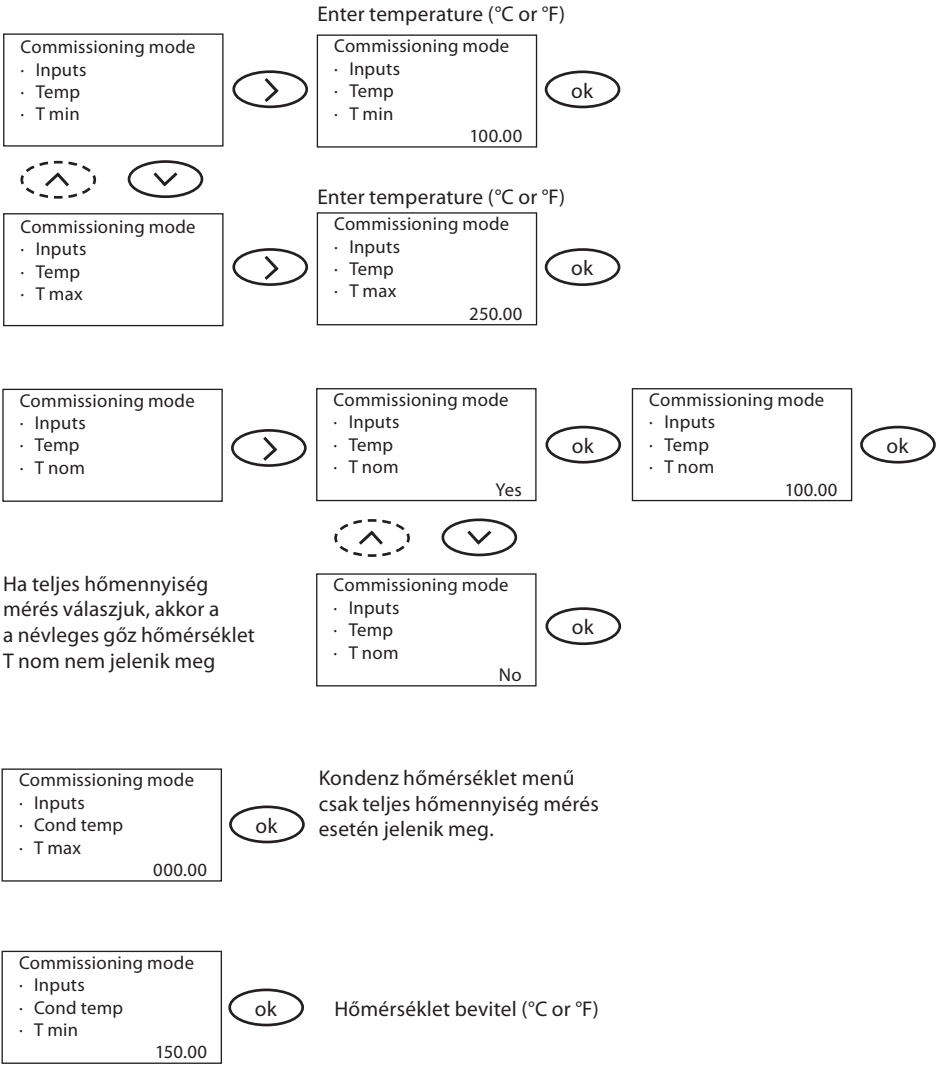 Enter temperature (°C or °F)
Commissioning mode
· Inputs
· Temp
· T min
Commissioning mode
· Inputs
· Temp
· T min
100.00
ok
Enter temperature (°C or °F)
Commissioning mode
· Inputs
· Temp
· T max
Commissioning mode
· Inputs
· Temp
· T max
250.00
ok
Commissioning mode
· Inputs
· Temp
· T nom
Commissioning mode
· Inputs
· Temp
· T nom
Yes
ok
Commissioning mode
· Inputs
· Temp
· T nom
100.00
ok
Ha teljes hőmennyiség
mérés válaszjuk, akkor a
a névleges gőz hőmérséklet
T nom nem jelenik meg
Commissioning mode
· Inputs
· Temp
· T nom
No
ok
Commissioning mode
· Inputs
· Cond temp
· T max
000.00
ok
Kondenz hőmérséklet menű
csak teljes hőmennyiség mérés
esetén jelenik meg.
Commissioning mode
· Inputs
· Cond temp
· T min
150.00
ok
Hőmérséklet bevitel (°C or °F)